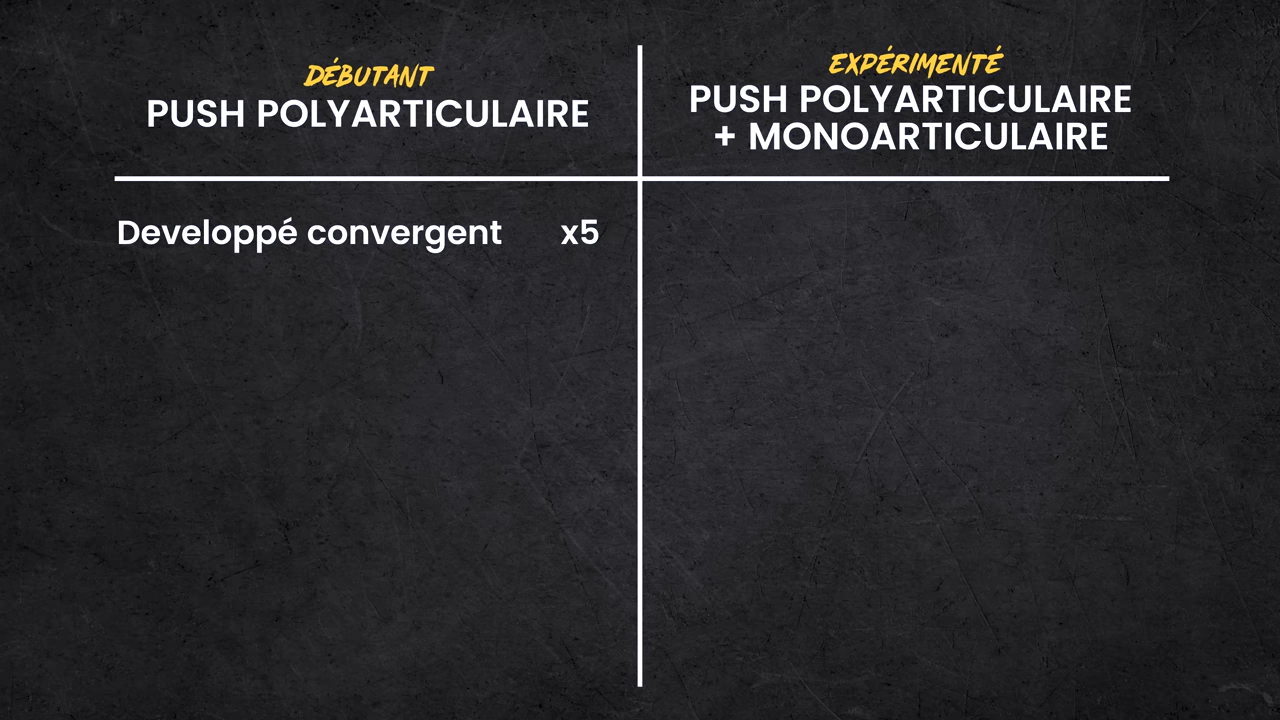 DÉBUTANT
PUSH POLYARTICULAIRE
EXPÉRIMENTÉ
PUSH POLYARTICULAIRE
+ MONOARTICULAIRE
Developpé convergent x5